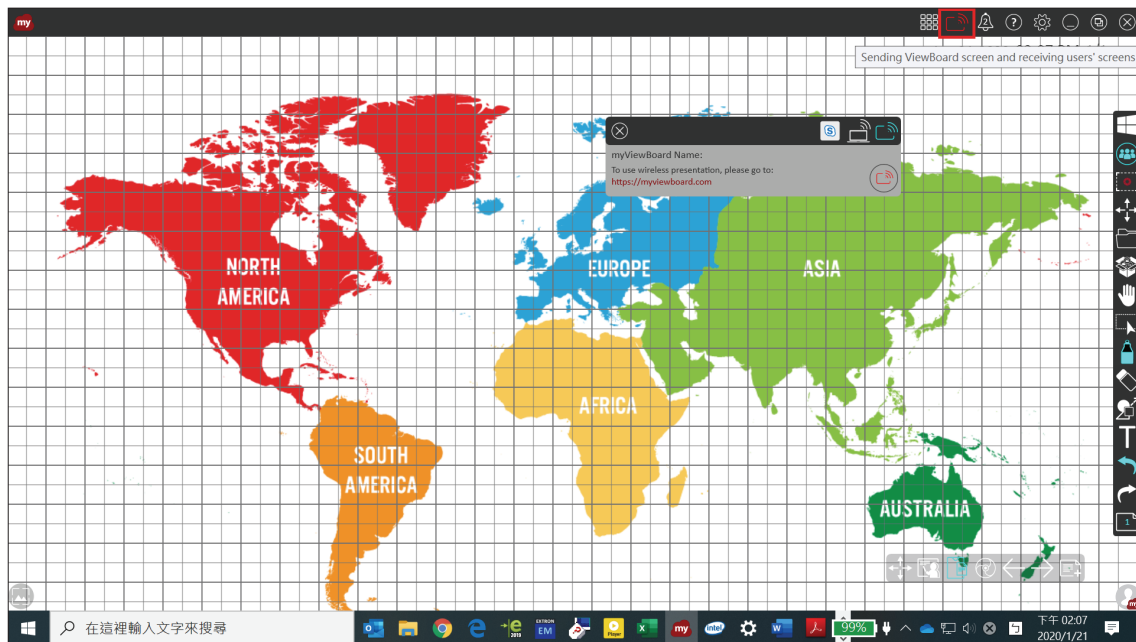 my
Sending ViewBoard screen and receiving users' screens
myViewBoard Name:
To use wireless presentation, please go to:
https://myviewboard.com
NORTH
AMERICA
EUROPE
ASIA
AFRICA
SOUTH
AMERICA
AUSTRALIA
1
在這裡輸入文字來搜尋
EXTRON
EM
Player
my
intel
99%
下午 02:07
2020/1/21